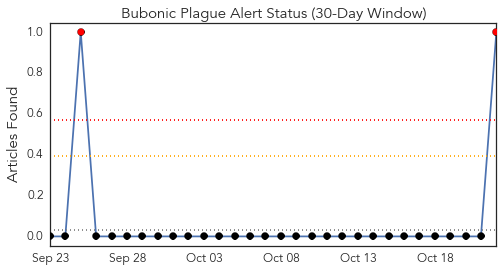 Bubonic Plague Alert Status (30-Day Window)
Articles Found
1.0
0.8
0.6
0.4
0.2
0.0
Sep 23 Sep 28 Oct 03 Oct 08 Oct 13 Oct 18